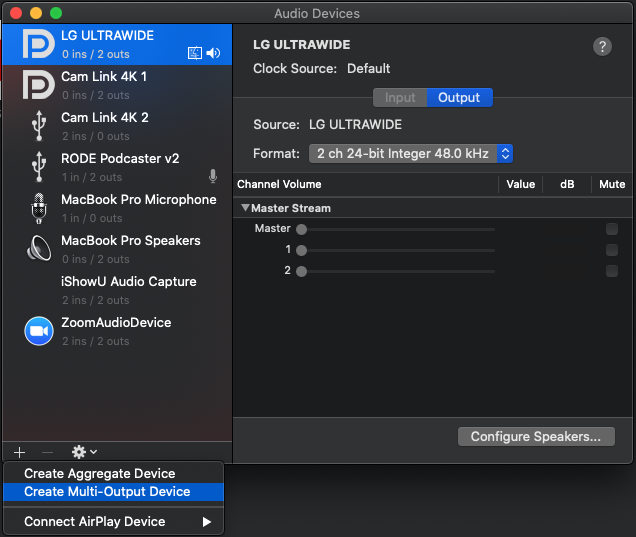 Audio Devices
LG ULTRAWIDE
0 ins / 2 outs
Cam Link 4K 1
0 ins / 2 outs
Cam Link 4K 2
2 ins / 0 outs
RODE Podcaster v2
1 in / 2 outs
MacBook Pro Microphone
1 in / 0 outs
MacBook Pro Speakers
0 ins / 2 outs
iShowU Audio Capture
2 ins / 2 outs
ZoomAudioDevice
2 ins / 2 outs
LG ULTRAWIDE
?
Clock Source: Default
Input Output
Source: LG ULTRAWIDE
Format: 2 ch 24-bit Integer 48.0 kHz
Channel Volume Value dB Mute
Master Stream
Master
1
2
Configure Speakers...
Create Aggregate Device
Create Multi-Output Device
Connect AirPlay Device